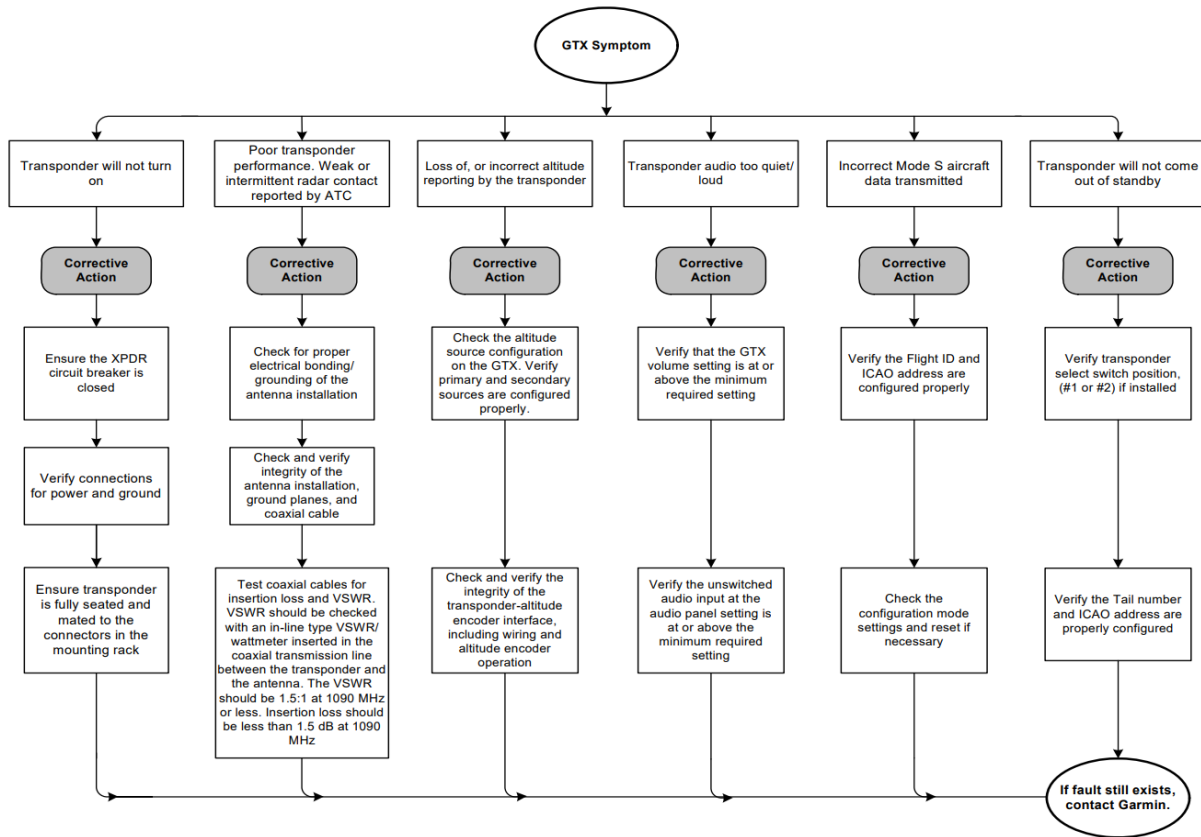 GTX Symptom
Transponder will not turn
on
Poor transponder
performance. Weak or
intermittent radar contact
reported by ATC
Loss of, or incorrect altitude
reporting by the transponder
Transponder audio too quiet/
loud
Incorrect Mode S aircraft
data transmitted
Transponder will not come
out of standby
Corrective
Action
Corrective
Action
Corrective
Action
Corrective
Action
Corrective
Action
Corrective
Action
Ensure the XPDR
circuit breaker is
closed
Check for proper
electrical bonding/
grounding of the
antenna installation
Check the altitude
source configuration
on the GTX. Verify
primary and secondary
sources are configured
properly.
Verify that the GTX
volume setting is at or
above the minimum
required setting
Verify the Flight ID and
ICAO address are
configured properly
Verify transponder
select switch position,
(#1 or #2) if installed
Verify connections
for power and ground
Check and verify
integrity of the
antenna installation,
ground planes, and
coaxial cable
Ensure transponder
is fully seated and
mated to the
connectors in the
mounting rack
Test coaxial cables for
insertion loss and VSWR.
VSWR should be checked
with an in-line type VSWR/
wattmeter inserted in the
coaxial transmission line
between the transponder and
the antenna. The VSWR
should be 1.5:1 at 1090 MHz
or less. Insertion loss should
be less than 1.5 dB at 1090
MHz
Check and verify the
integrity of the
transponder-altitude
encoder interface,
including wiring and
altitude encoder
operation
Verify the unswitched
audio input at the
audio panel setting is
at or above the
minimum required
setting
Check the
configuration mode
settings and reset if
necessary
Verify the Tail number
and ICAO address are
properly configured
If fault still exists,
contact Garmin.